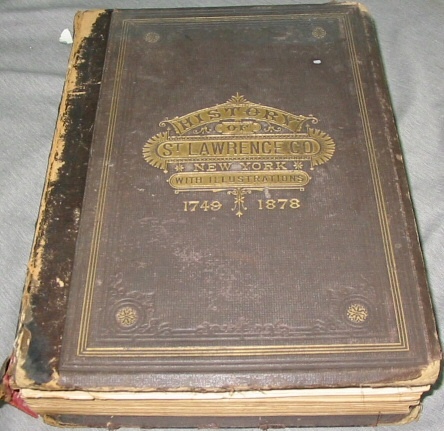 HISTORY
OF
ST LAWRENCE CO.
NEW YORK
WITH ILLUSTRATIONS
1749 1878